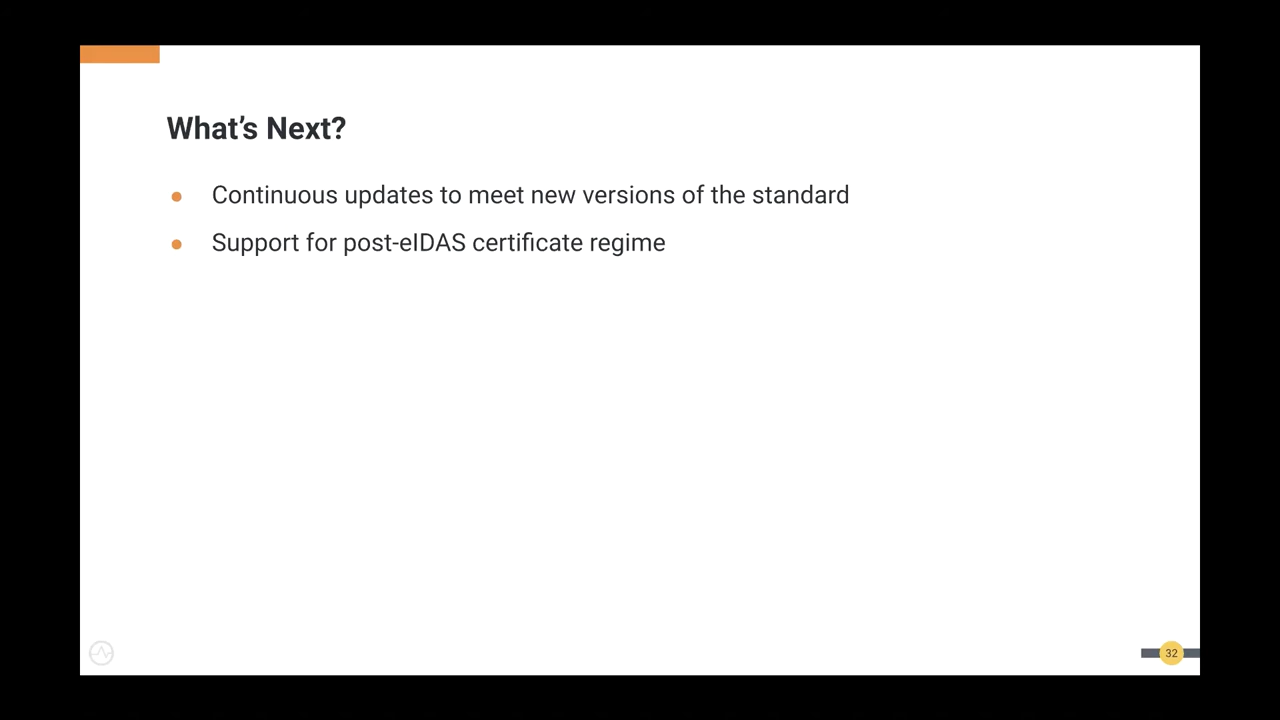 What’s Next?
● Continuous updates to meet new versions of the standard
● Support for post-eIDAS certificate regime
32